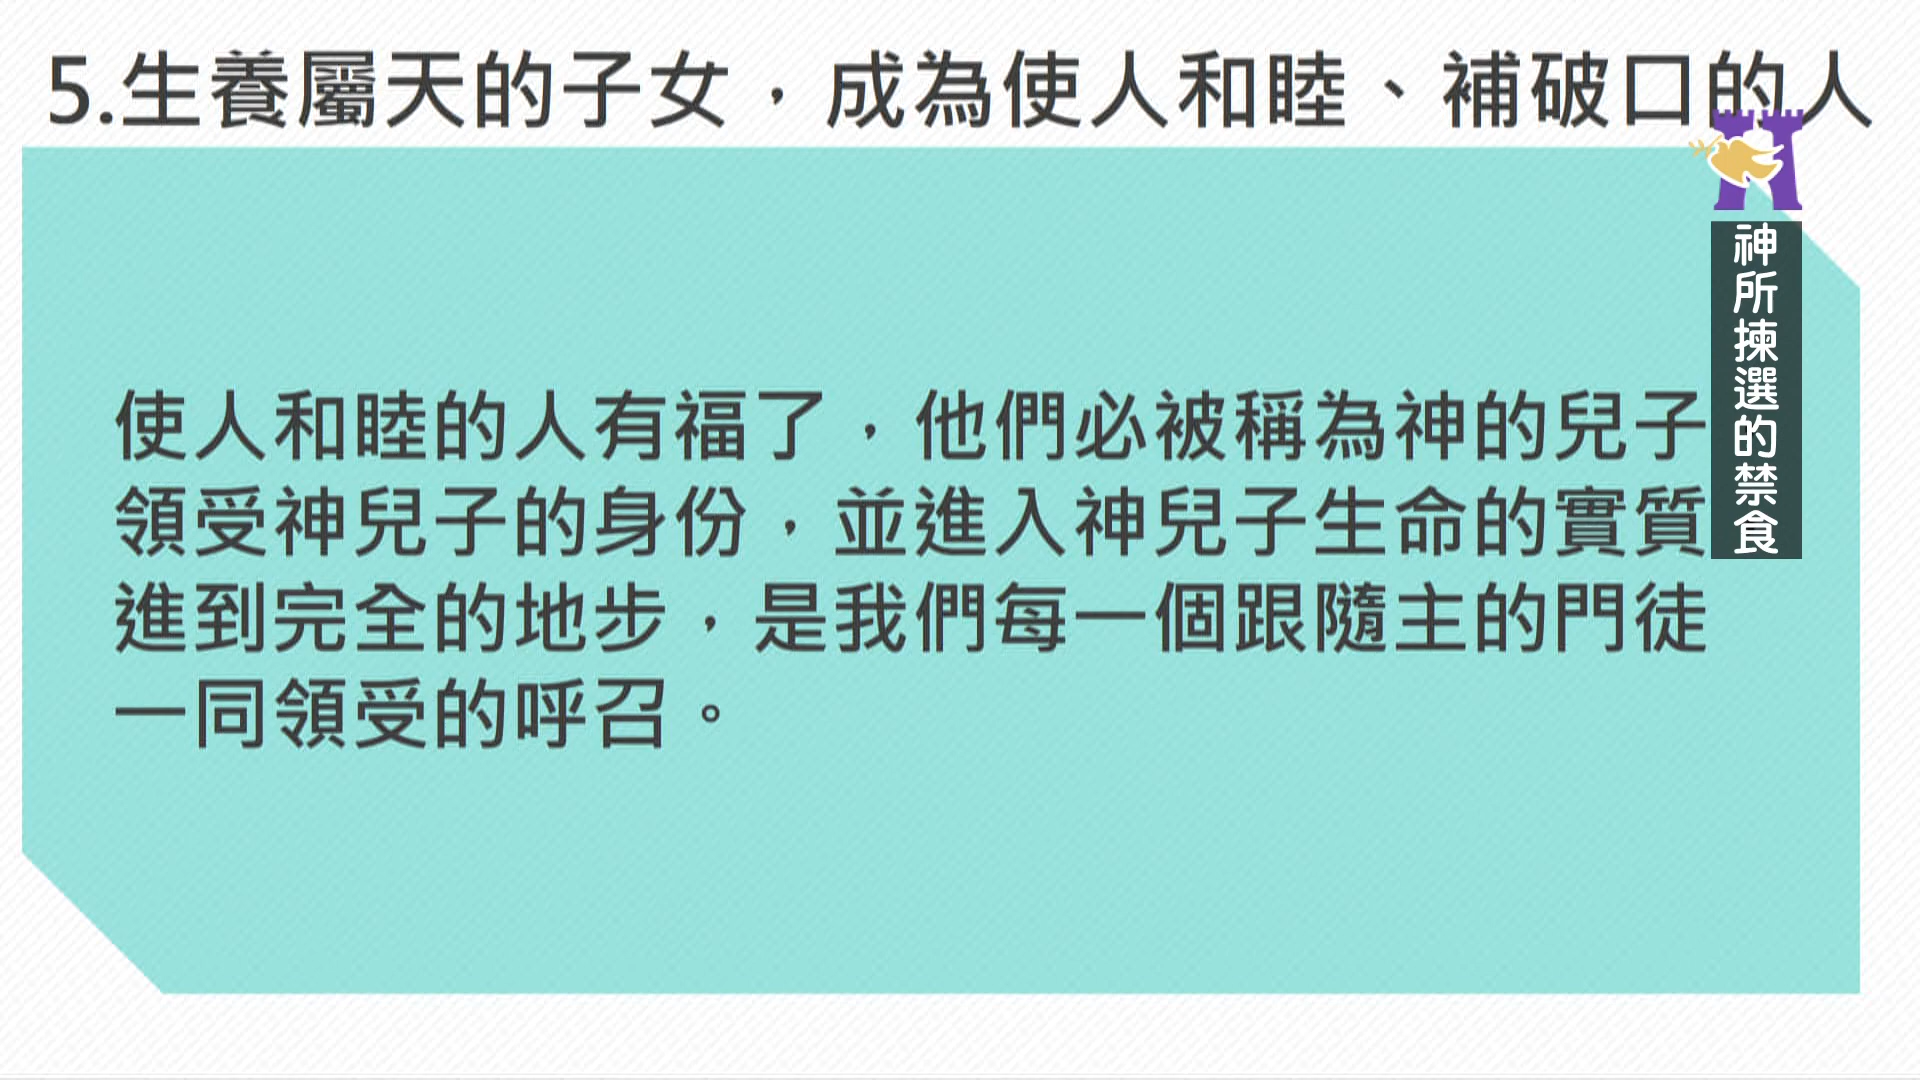 5.生養屬天的子女，成為使人和睦、補破口的人
使人和睦的人有福了，他們必被稱為神的兒子
領受神兒子的身份，並進入神兒子生命的實質
進到完全的地步，是我們每一個跟隨主的門徒
一同領受的呼召。
神所揀選的禁食